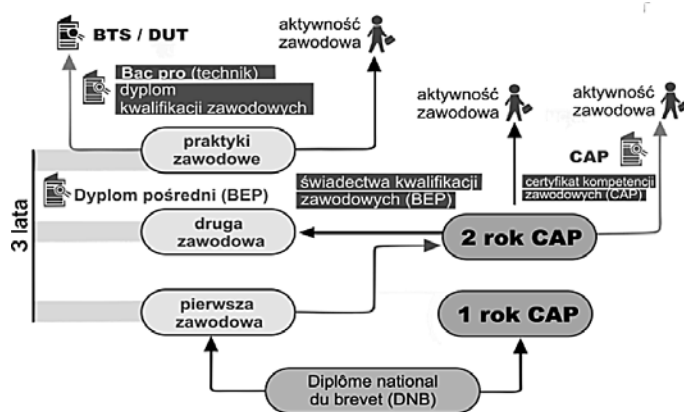 BTS / DUT
aktywność
zawodowa
Bac pro (technik)
dyplom
kwalifikacji zawodowych
aktywność
zawodowa
aktywność
zawodowa
praktyki
zawodowe
CAP
certyfikat kompetencji
zawodowych (CAP)
świadectwa kwalifikacji
zawodowych (BEP)
Dyplom pośredni (BEP)
3 lata
druga
zawodowa
2 rok CAP
pierwsza
zawodowa
1 rok CAP
Diplôme national
du brevet (DNB)